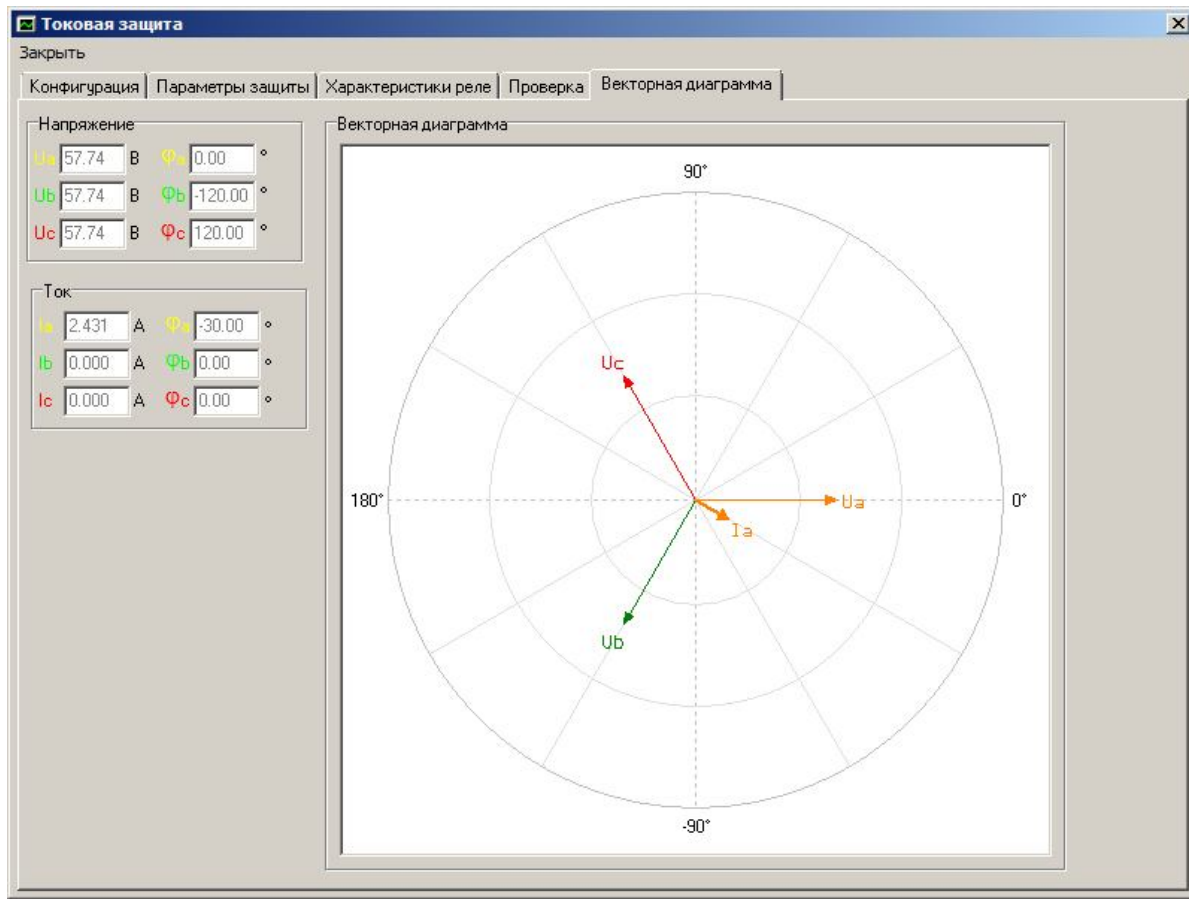 Токовая защита
Закрыть
Конфигурация Параметры защиты Характеристики реле Проверка Векторная диаграмма
Напряжение
Ua 57.74 В φa 0.00 °
Ub 57.74 В φb -120.00 °
Uc 57.74 В φc 120.00 °
Ток
Ia 2.431 А φa -30.00 °
Ib 0.000 А φb 0.00 °
Ic 0.000 А φc 0.00 °
Векторная диаграмма
90°
Uc
180°
Ua
0°
Ia
Ub
-90°